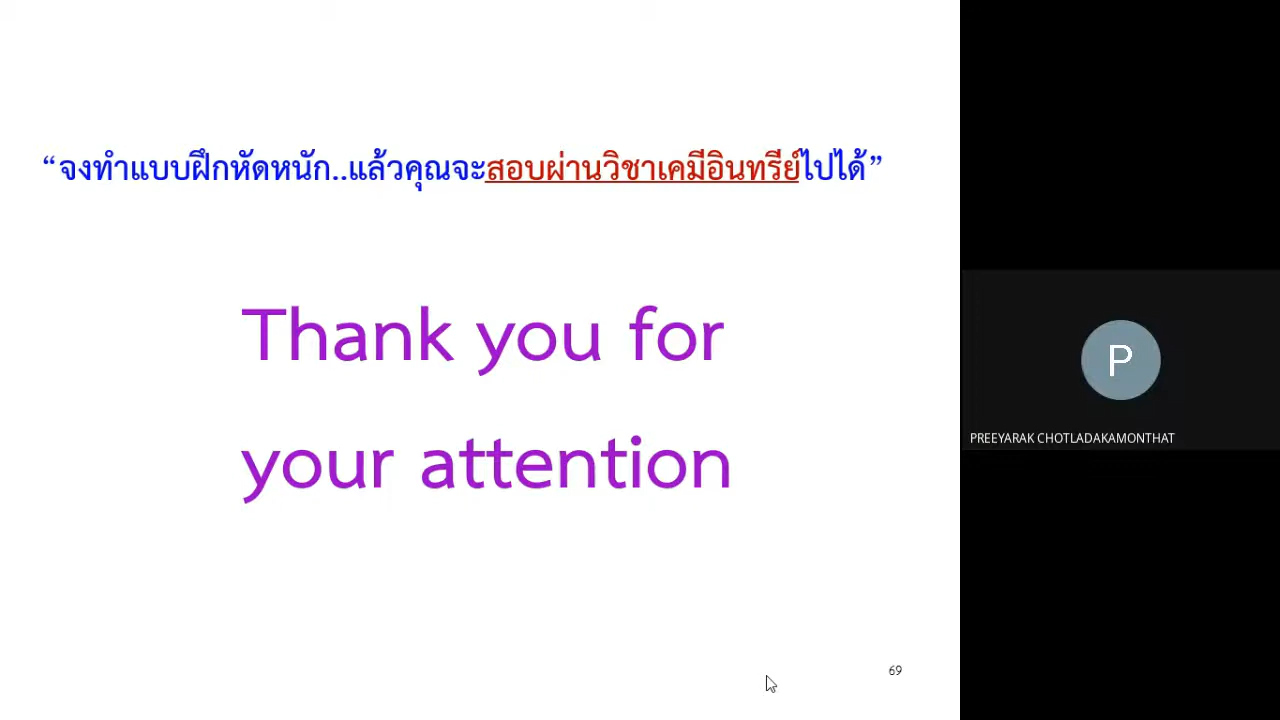 “จงทำแบบฝึกหัดหนัก..แล้วคุณจะสอบผ่านวิชาเคมีอินทรีย์ไปได้”
Thank you for
your attention
P
PREEYARAK CHOTLADAKAMONTHAT
69